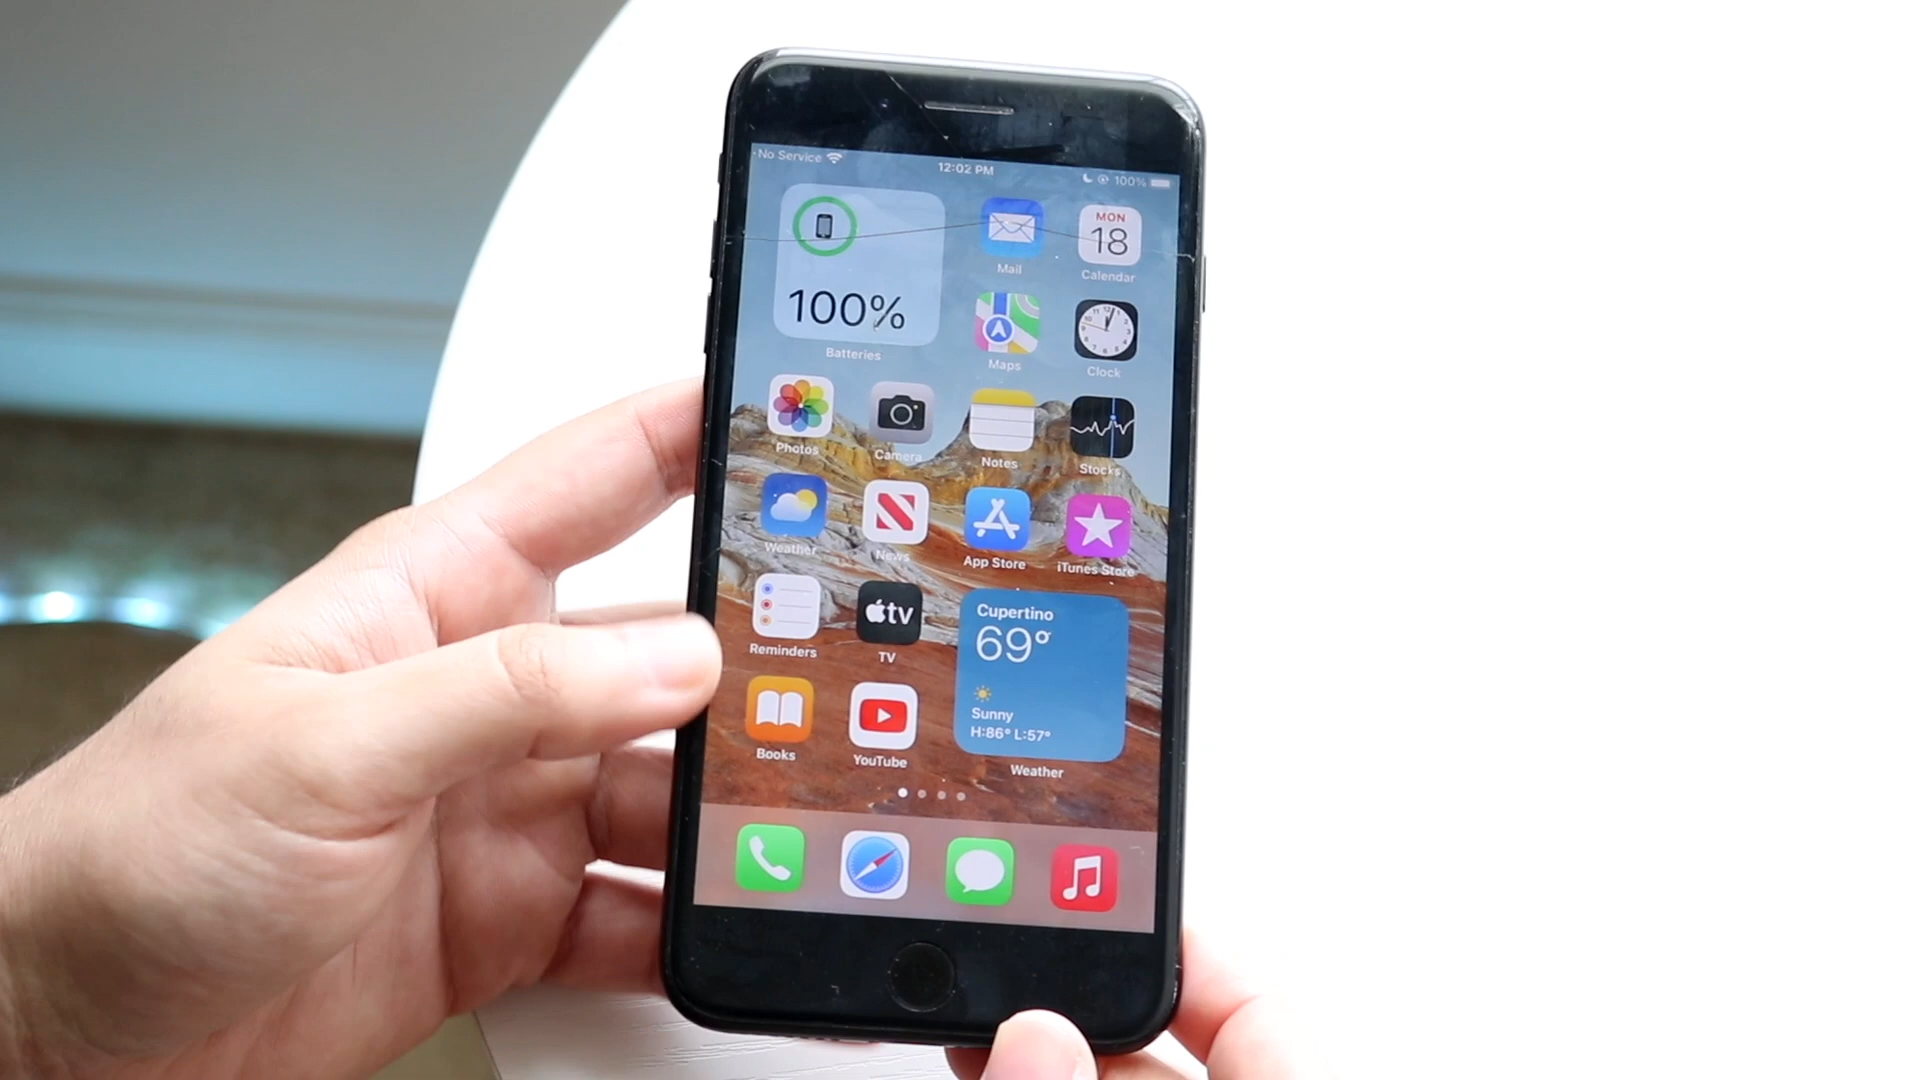 No Service
12:02 PM
100%
100%
Batteries
Mail
MON
18
Calendar
Maps
Clock
Photos
Camera
Notes
Stocks
Weather
News
App Store
iTunes Store
Reminders
tv
TV
Cupertino
69°
Sunny
H:86° L:57°
Weather
Books
YouTube